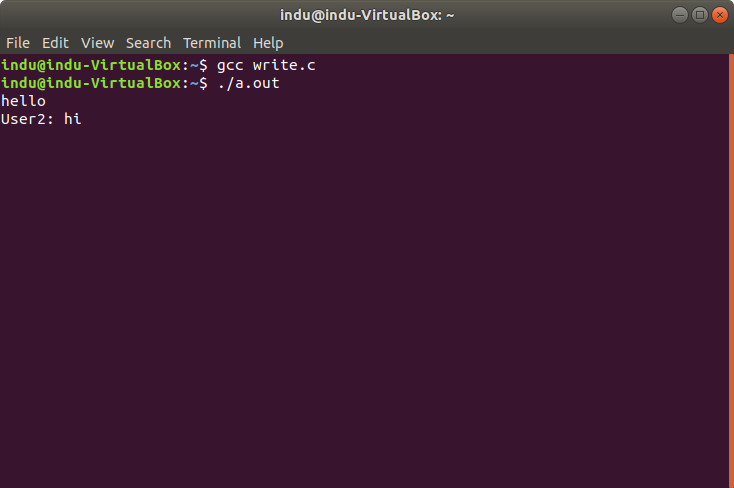 indu@indu-VirtualBox: ~
File Edit View Search Terminal Help
indu@indu-VirtualBox:~$ gcc write.c
indu@indu-VirtualBox:~$ ./a.out
hello
User2: hi